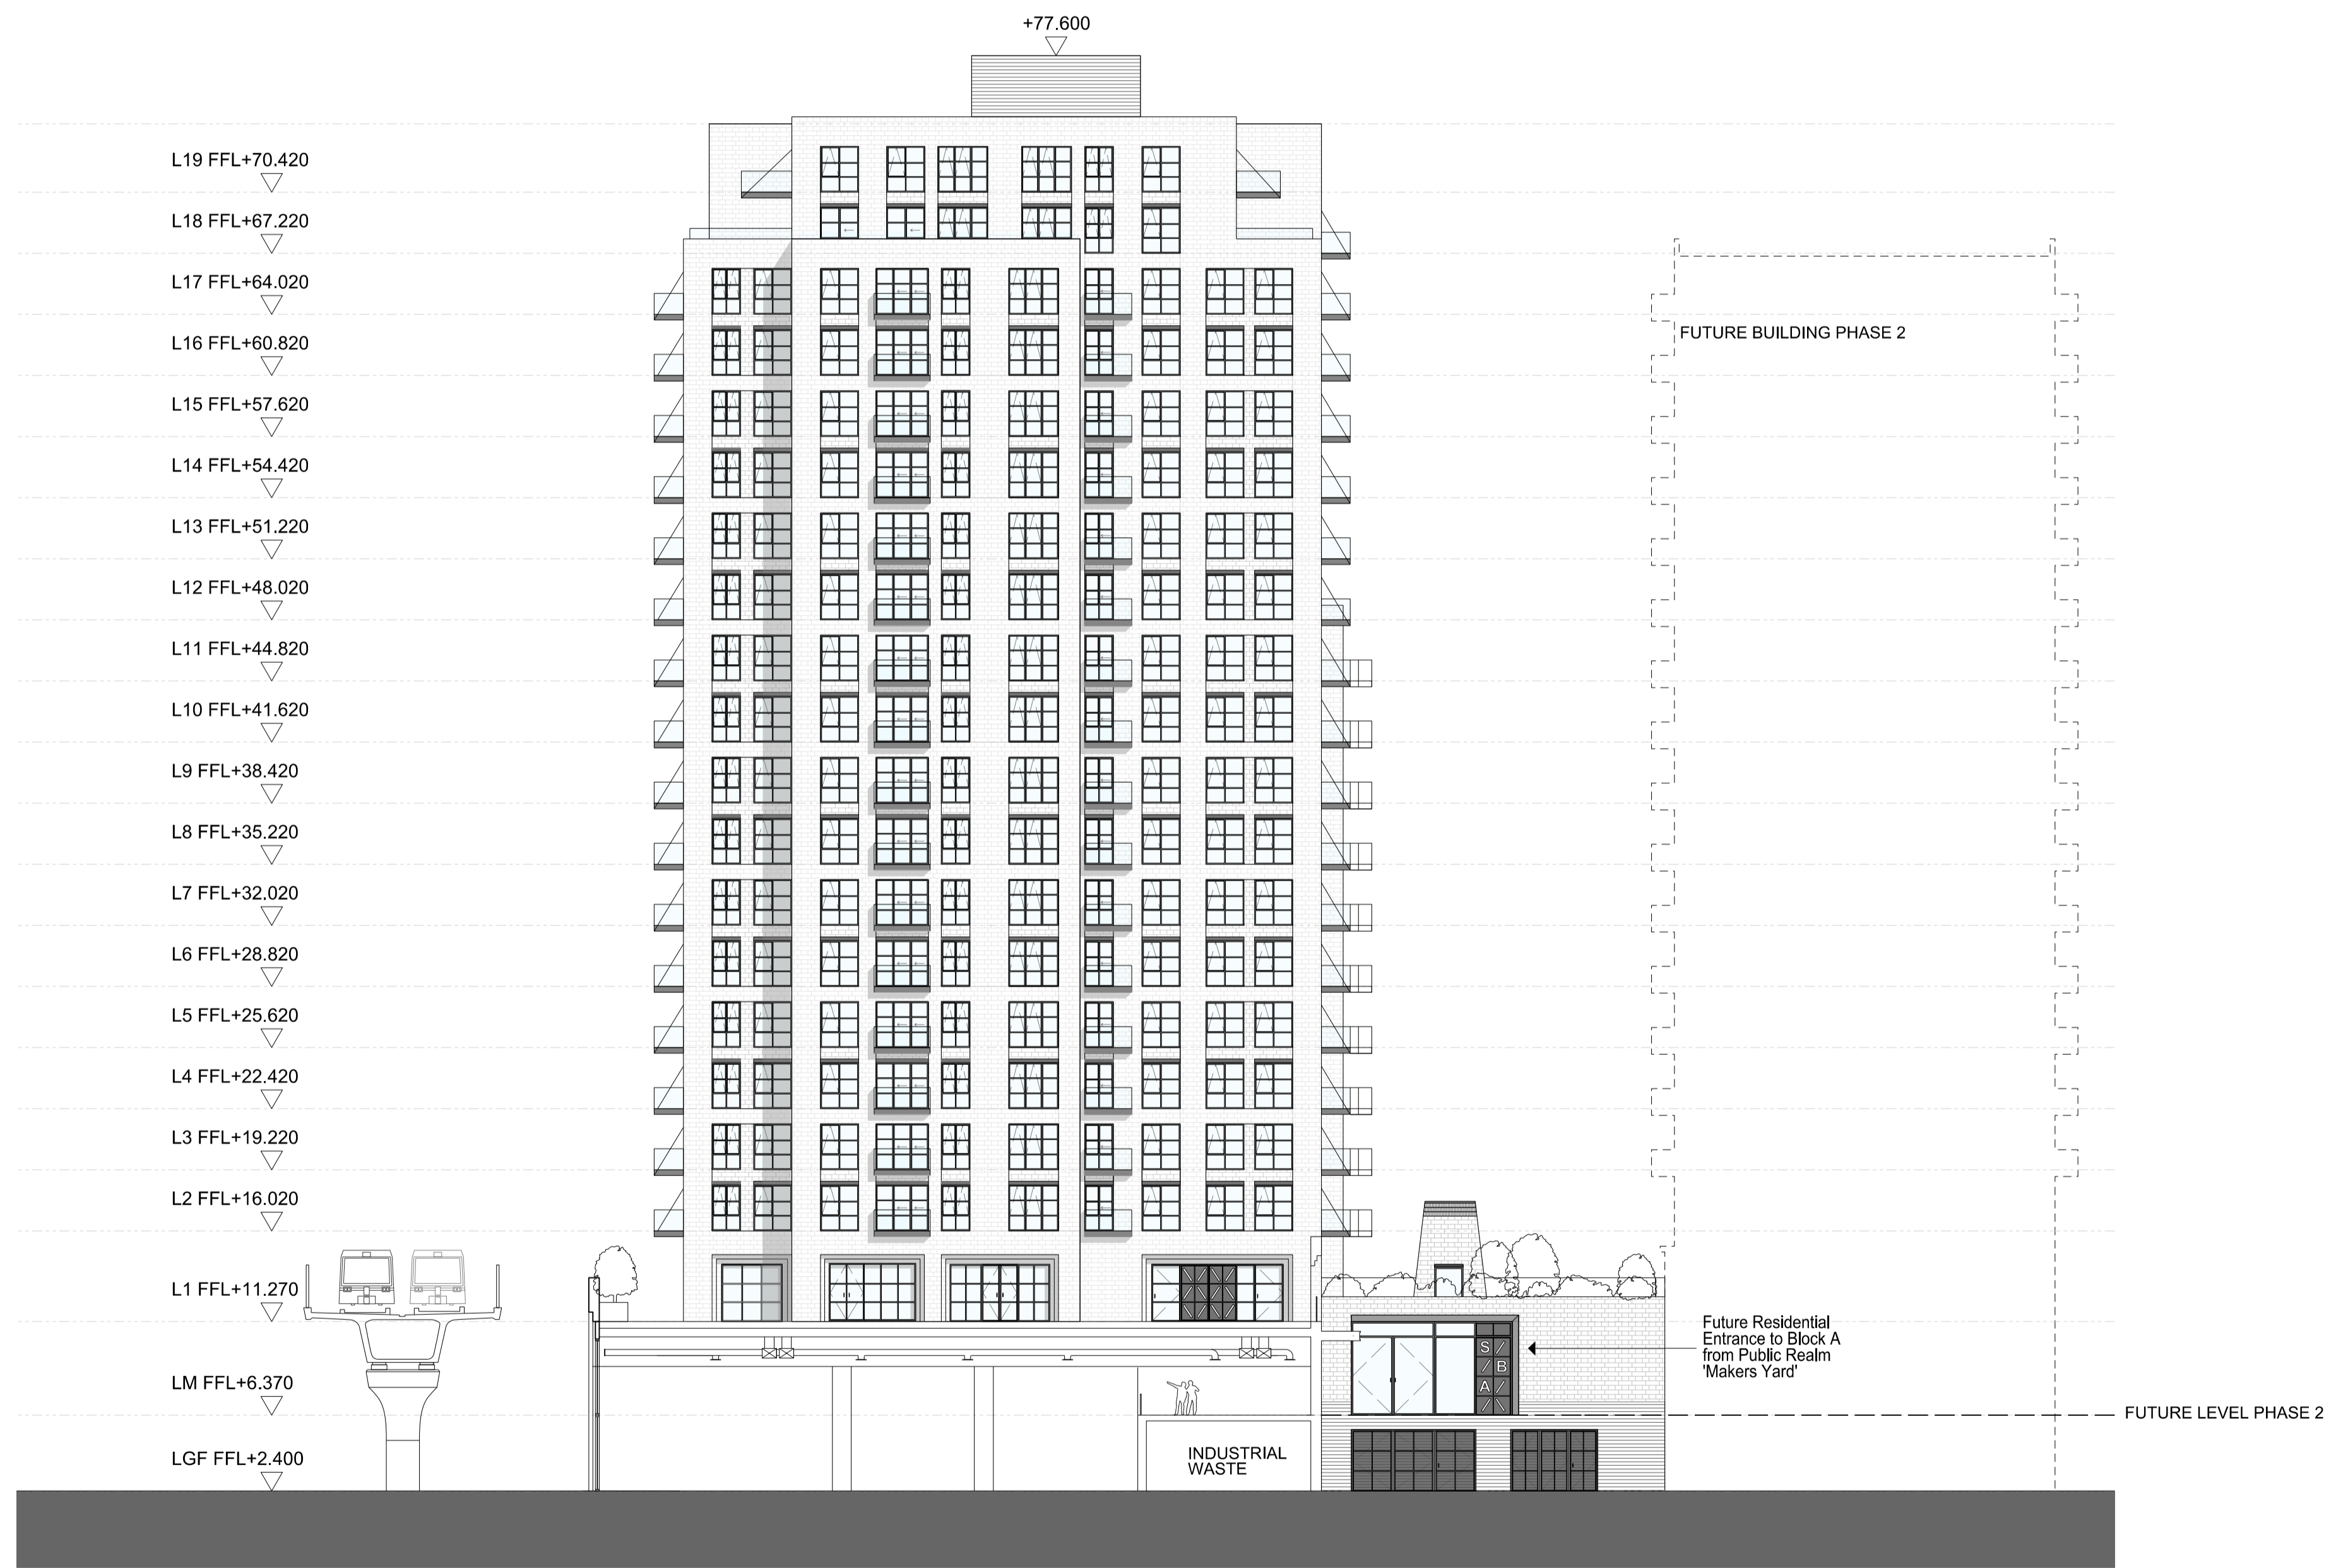 +77.600
L19 FFL+70.420
L18 FFL+67.220
L17 FFL+64.020
L16 FFL+60.820
FUTURE BUILDING PHASE 2
L15 FFL+57.620
L14 FFL+54.420
L13 FFL+51.220
L12 FFL+48.020
L11 FFL+44.820
L10 FFL+41.620
L9 FFL+38.420
L8 FFL+35.220
L7 FFL+32.020
L6 FFL+28.820
L5 FFL+25.620
L4 FFL+22.420
L3 FFL+19.220
L2 FFL+16.020
L1 FFL+11.270
Future Residential
Entrance to Block A
from Public Realm
'Makers Yard'
S/
/B
A/
LM FFL+6.370
FUTURE LEVEL PHASE 2
LGF FFL+2.400
INDUSTRIAL
WASTE